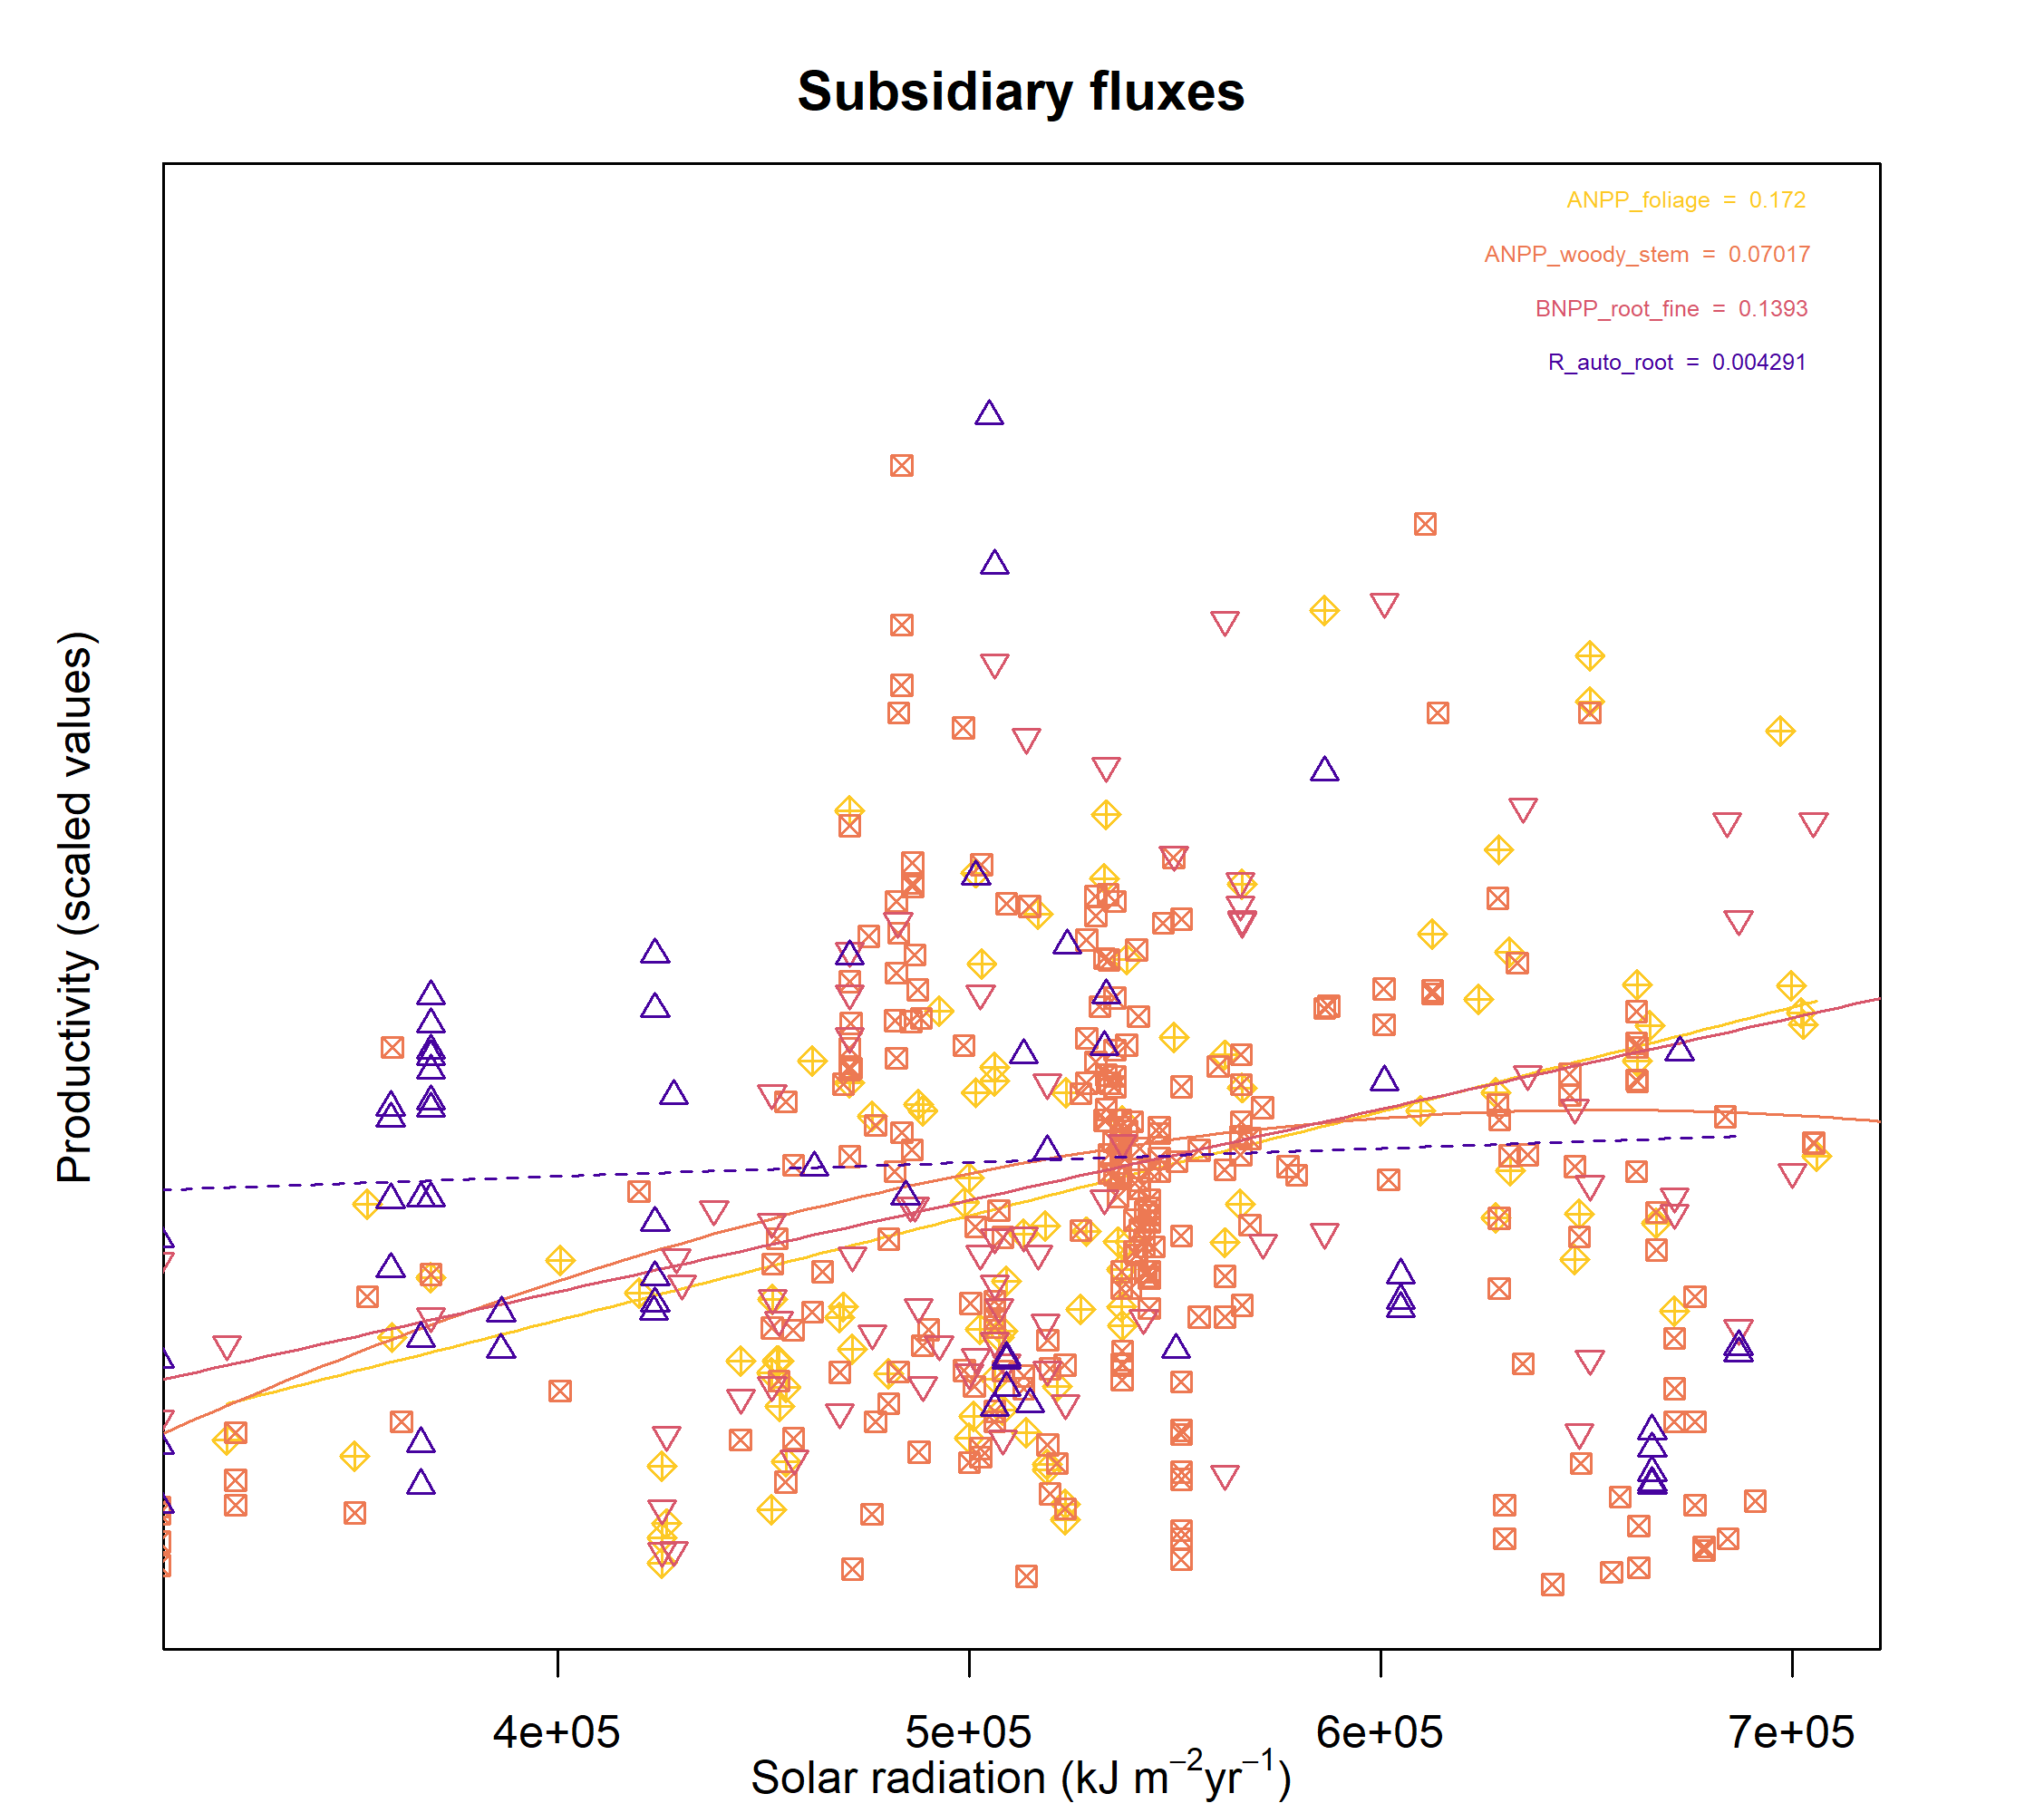 Subsidiary fluxes
ANPP_foliage = 0.172
ANPP_woody_stem = 0.07017
BNPP_root_fine = 0.1393
R_auto_root = 0.004291
Productivity (scaled values)
4e+05 5e+05 6e+05 7e+05
Solar radiation (kJ m⁻²yr⁻¹)